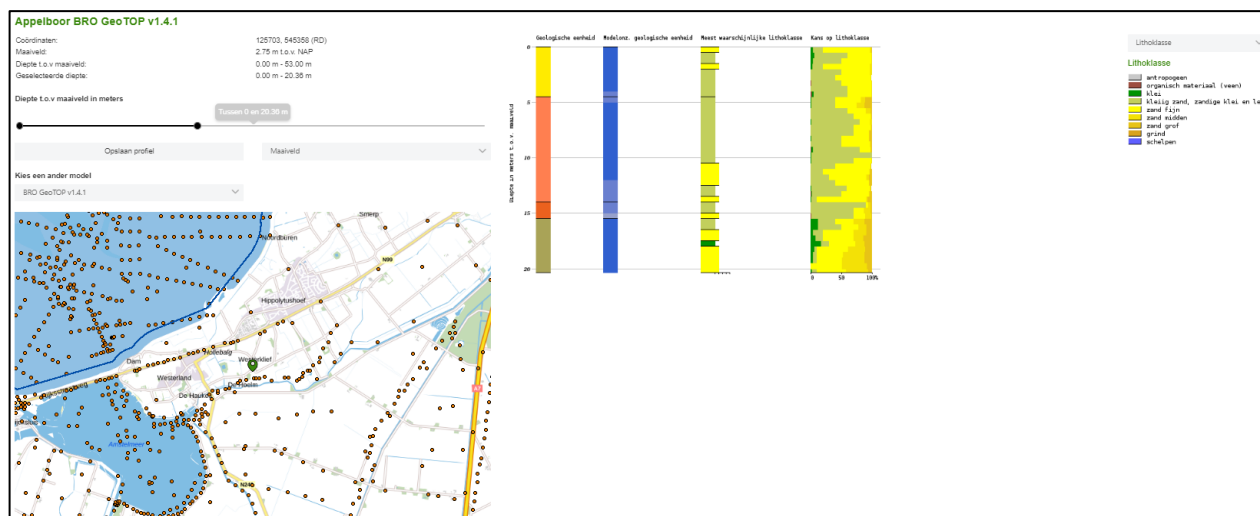 Appelboor BRO GeoTOP v1.4.1
Coördinaten: 125703, 545358 (RD)
Maaiveld: 2.75 m t.o.v. NAP
Diepte t.o.v maaiveld: 0.00 m - 53.00 m
Geselecteerde diepte: 0.00 m - 20.36 m
Diepte t.o.v maaiveld in meters
Tussen 0 en 20.36 m
Opslaan profiel
Maaiveld
Kies een ander model
BRO GeoTOP v1.4.1
Smerp
Noordburen
N99
Hippolytushoef
Hollebalg
Dam
Westerklief
Westerland
De Hoelm
De Haukes
A7
Amstelmeer
N240
Geologische eenheid
Modelonz. geologische eenheid
Meest waarschijnlijke lithoklasse
Kans op lithoklasse
Diepte in meters t.o.v. maaiveld
0
5
10
15
20
0 50 100%
Lithoklasse
Lithoklasse
antropogeen
organisch materiaal (veen)
klei
kleiig zand, zandige klei en le
zand fijn
zand midden
zand grof
grind
schelpen